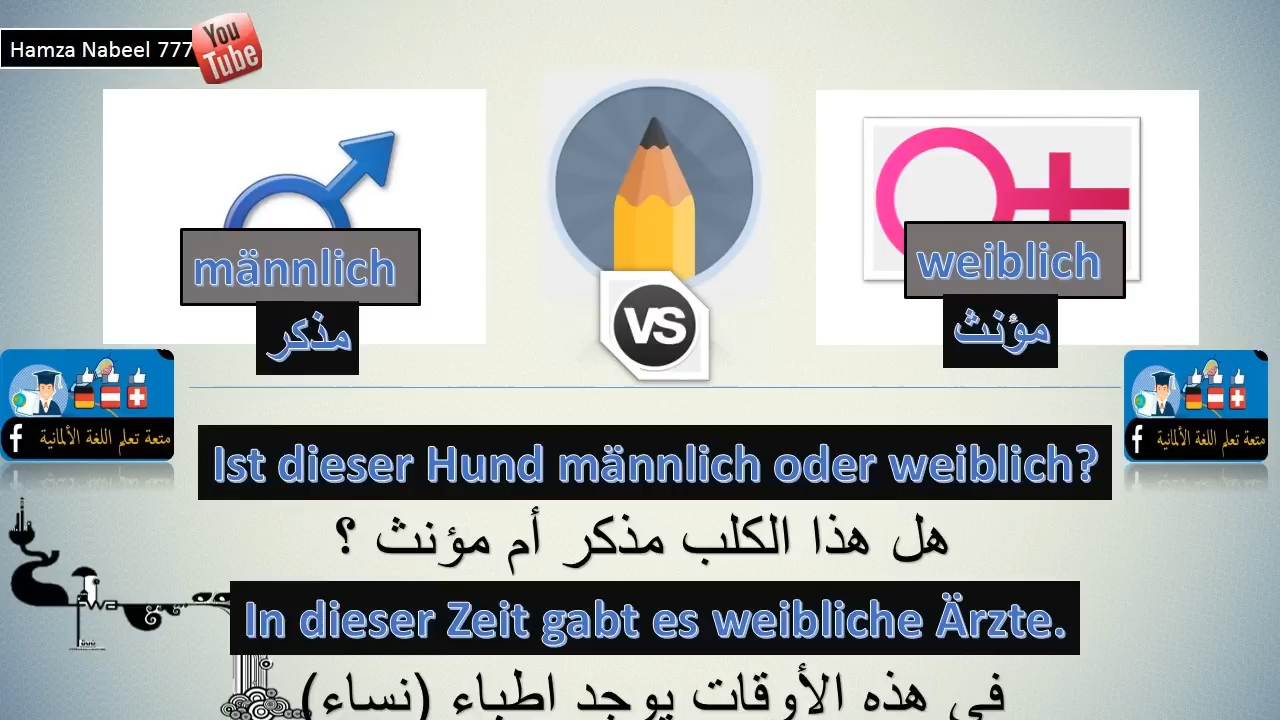 Hamza Nabeel 777
You
Tube
männlich
مذكر
VS
weiblich
مؤنث
متعة تعلم اللغة الألمانية
متعة تعلم اللغة الألمانية
Ist dieser Hund männlich oder weiblich?
هل هذا الكلب مذكر أم مؤنث ؟
In dieser Zeit gabt es weibliche Ärzte.
في هذه الأوقات يوجد اطباء (نساء)